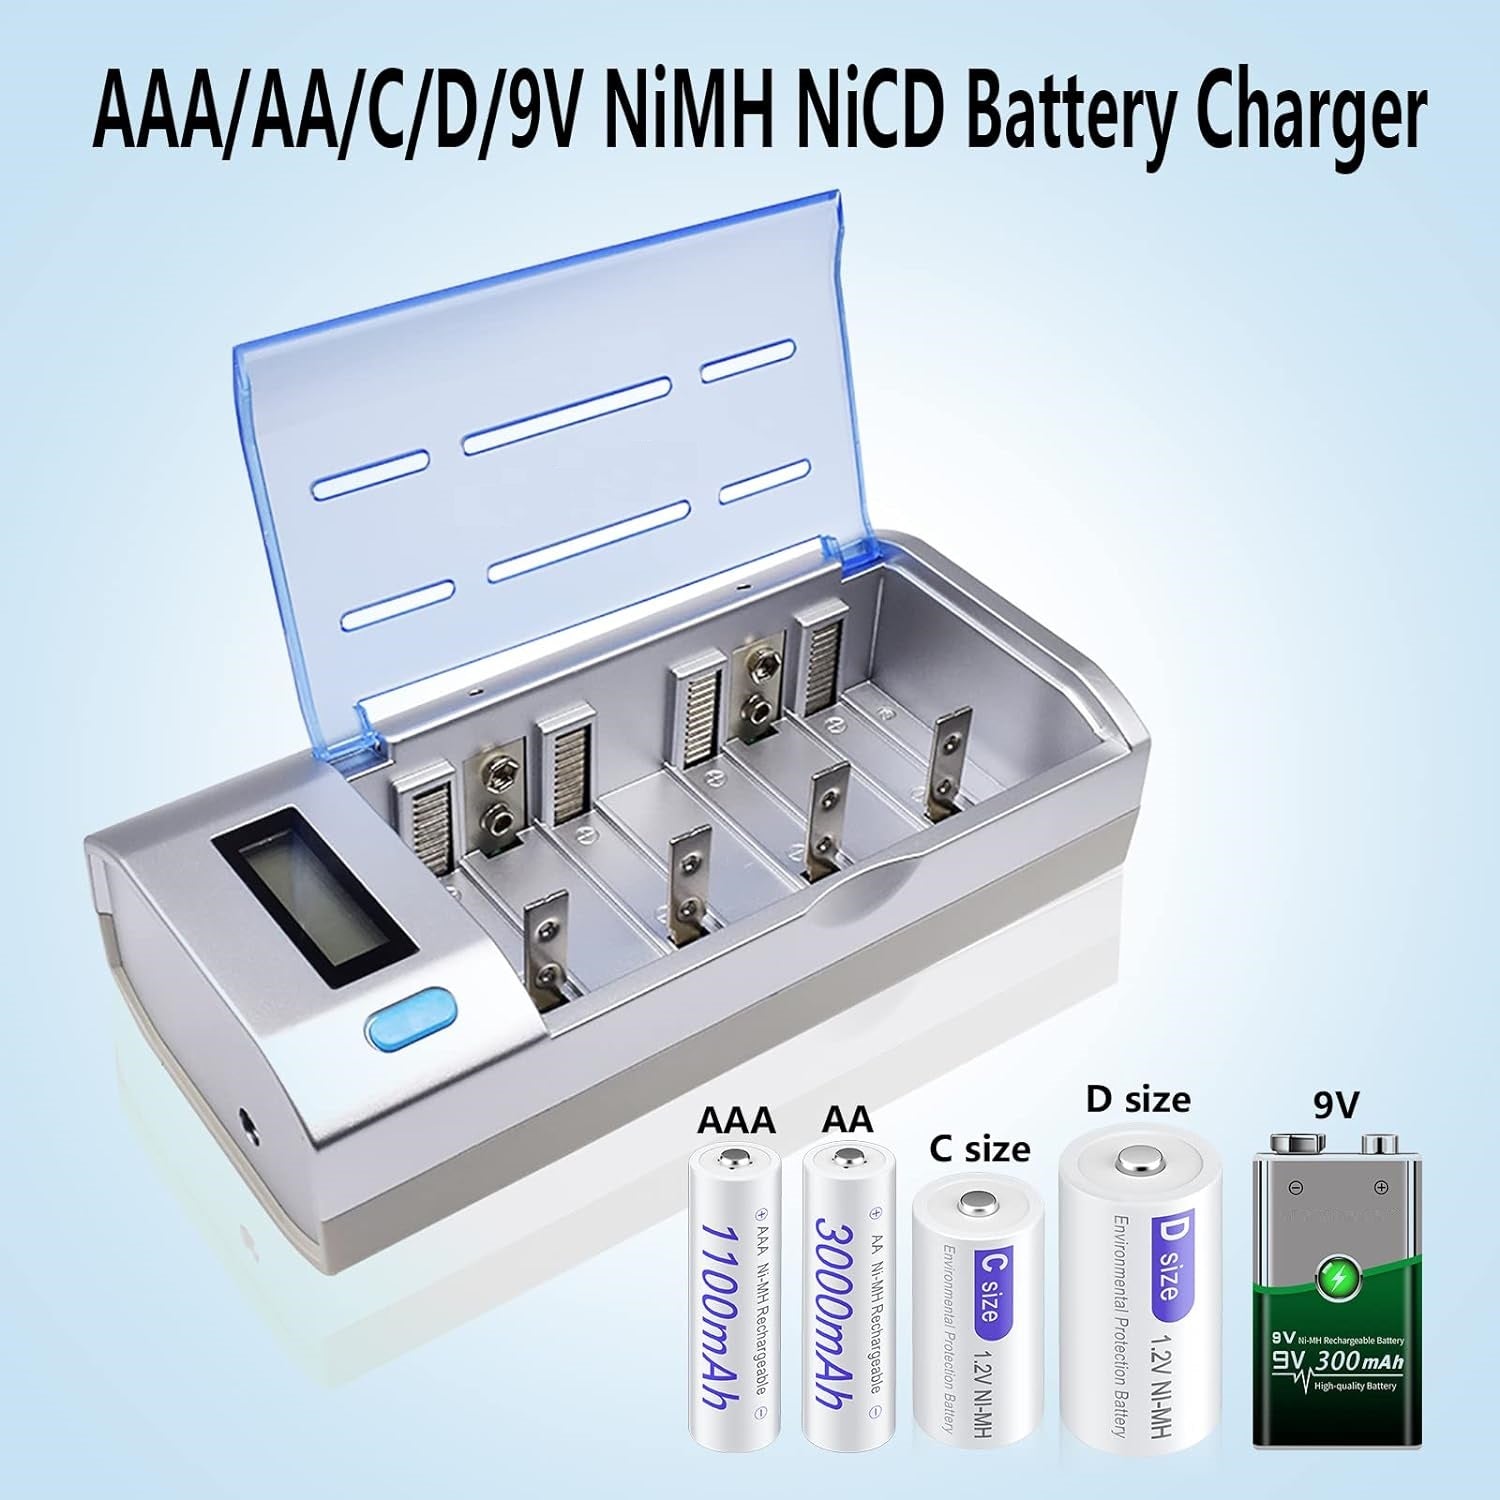 AAA/AA/C/D/9V NiMH NiCD Battery Charger
AAA
AA
C size
D size
9V
⊕ AAA Ni-MH Rechargeable ⊖
1100mAh
⊕ AA Ni-MH Rechargeable ⊖
3000mAh
C size
1.2V NI-MH
Environmental Protection Battery
D size
1.2V NI-MH
Environmental Protection Battery
⊖ ⊕
9V Ni-MH Rechargeable Battery
9V 300mAh
High-quality Battery